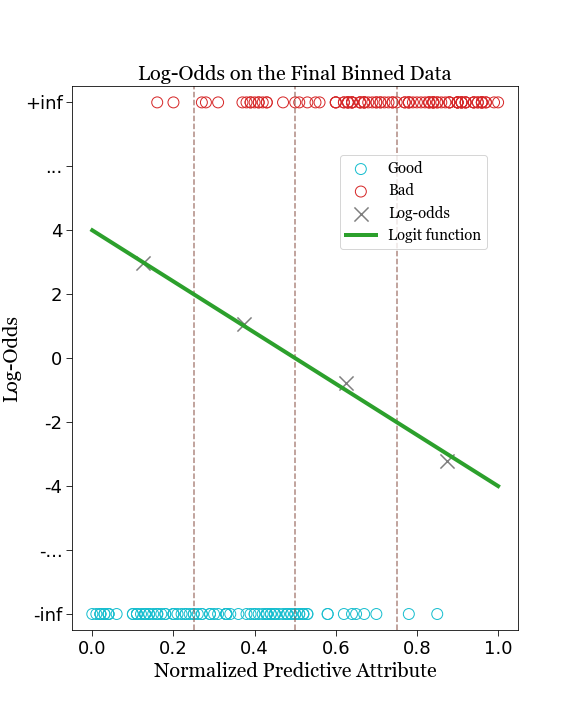 Log-Odds on the Final Binned Data
+inf
...
4
2
0
-2
-4
-...
-inf
Log-Odds
Good
Bad
Log-odds
Logit function
0.0 0.2 0.4 0.6 0.8 1.0
Normalized Predictive Attribute